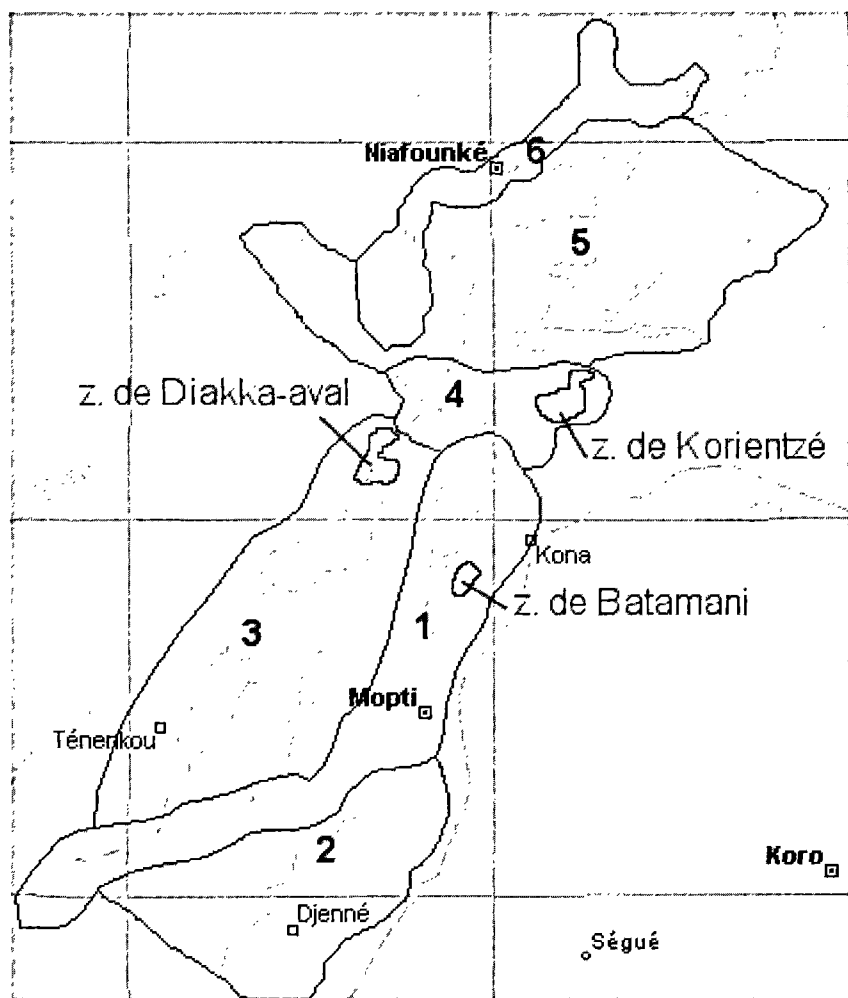 Niafounké
6
5
z. de Diakka-aval
4
z. de Korientzé
Kona
z. de Batamani
3
1
Mopti
Ténenkou
2
Koro
Djenné
Ségué